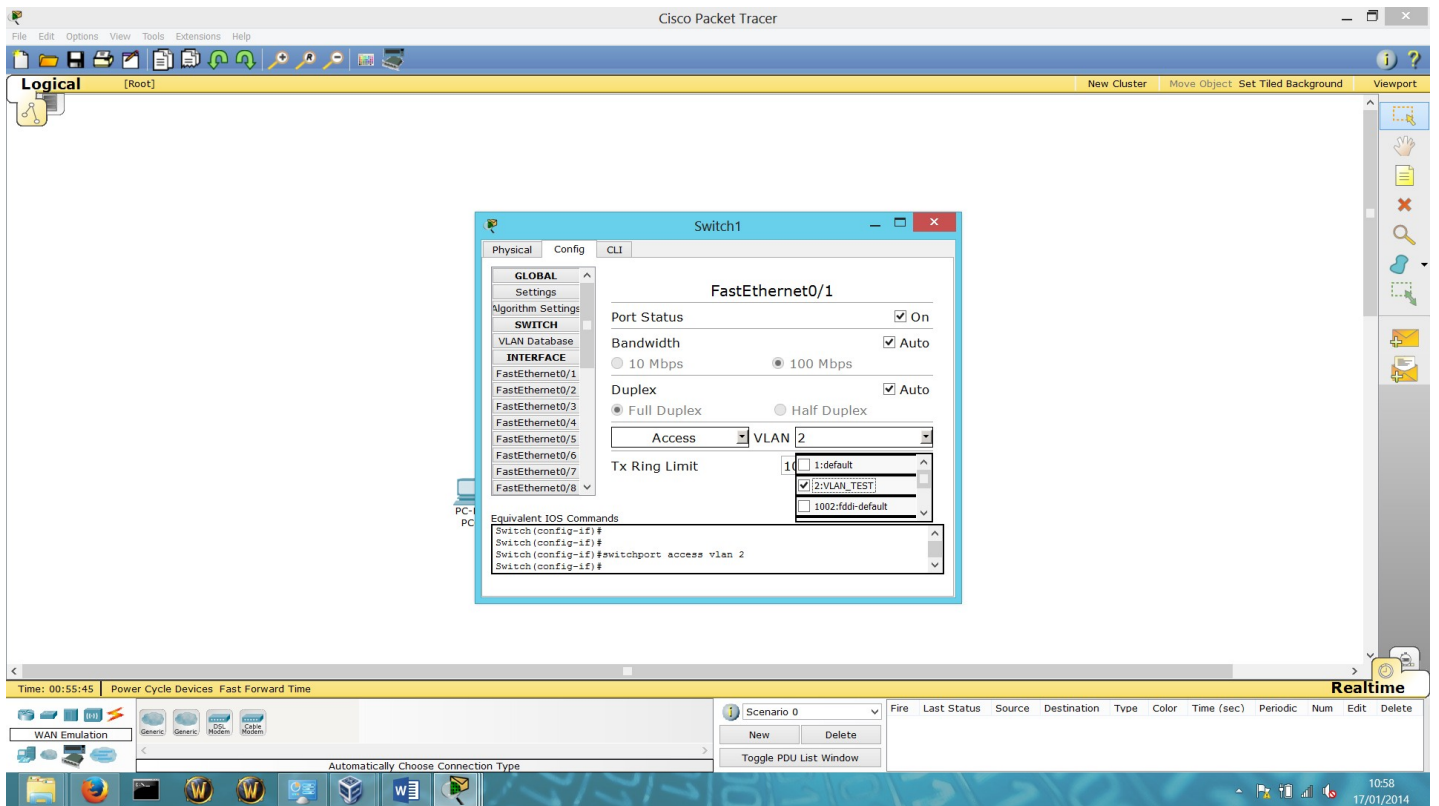 Cisco Packet Tracer
File Edit Options View Tools Extensions Help
Logical [Root] New Cluster Move Object Set Tiled Background Viewport
Switch1
Physical Config CLI
GLOBAL
Settings
Algorithm Settings
SWITCH
VLAN Database
INTERFACE
FastEthernet0/1
FastEthernet0/2
FastEthernet0/3
FastEthernet0/4
FastEthernet0/5
FastEthernet0/6
FastEthernet0/7
FastEthernet0/8
FastEthernet0/1
Port Status On
Bandwidth Auto
10 Mbps 100 Mbps
Duplex Auto
Full Duplex Half Duplex
Access VLAN 2
Tx Ring Limit 10
1:default
2:VLAN_TEST
1002:fddi-default
PC-
PC
Equivalent IOS Commands
Switch(config-if)#
Switch(config-if)#
Switch(config-if)#switchport access vlan 2
Switch(config-if)#
Time: 00:55:45 Power Cycle Devices Fast Forward Time Realtime
WAN Emulation
Generic Generic DSL Modem Cable Modem
Automatically Choose Connection Type
Scenario 0
New Delete
Toggle PDU List Window
Fire Last Status Source Destination Type Color Time (sec) Periodic Num Edit Delete
10:58
17/01/2014